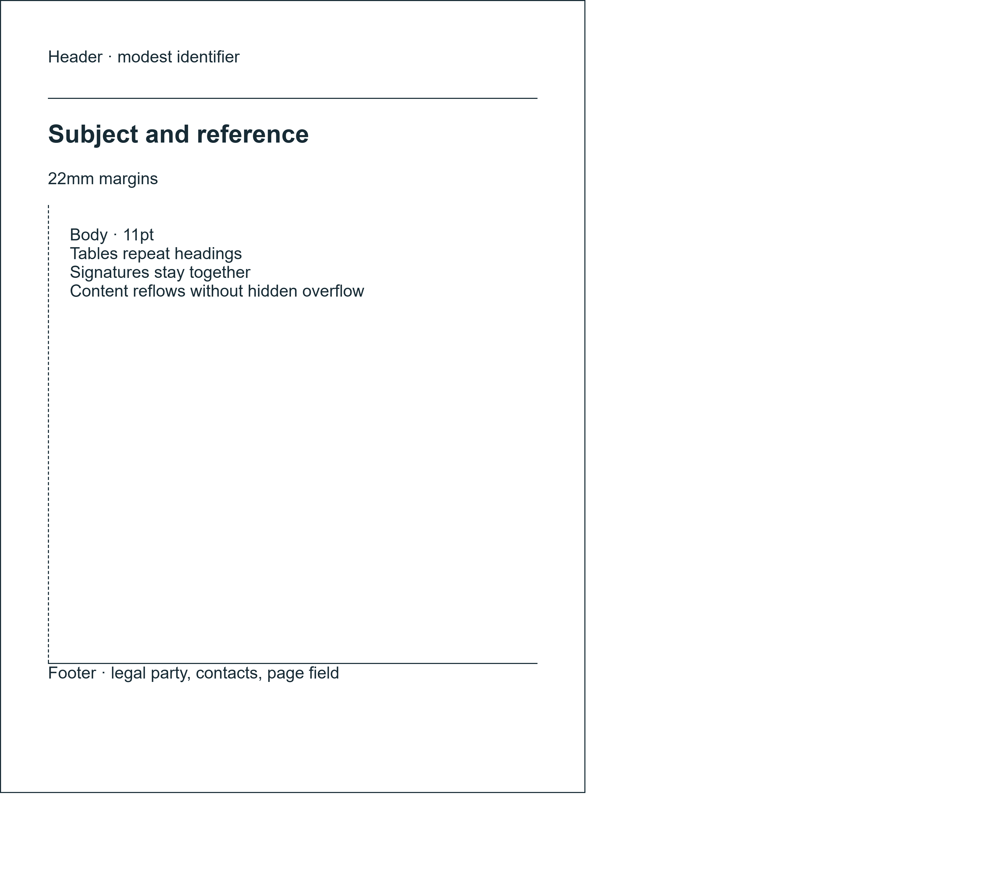 Header · modest identifier
Subject and reference
22mm margins
Body · 11pt
Tables repeat headings
Signatures stay together
Content reflows without hidden overflow
Footer · legal party, contacts, page field